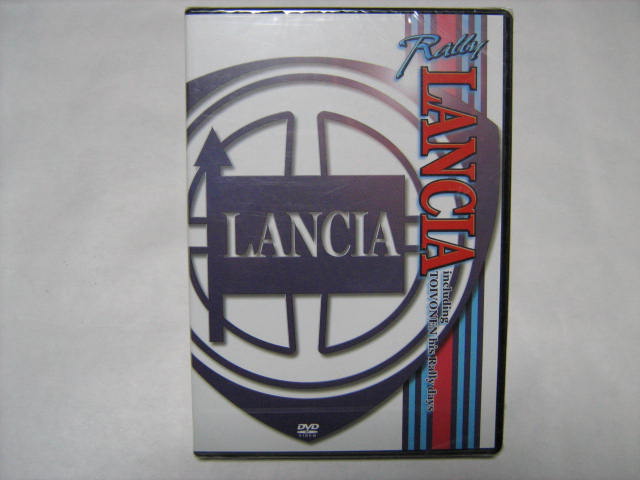 Rally
LANCIA
including
TOIVONEN his Rally days
LANCIA
DVD
VIDEO